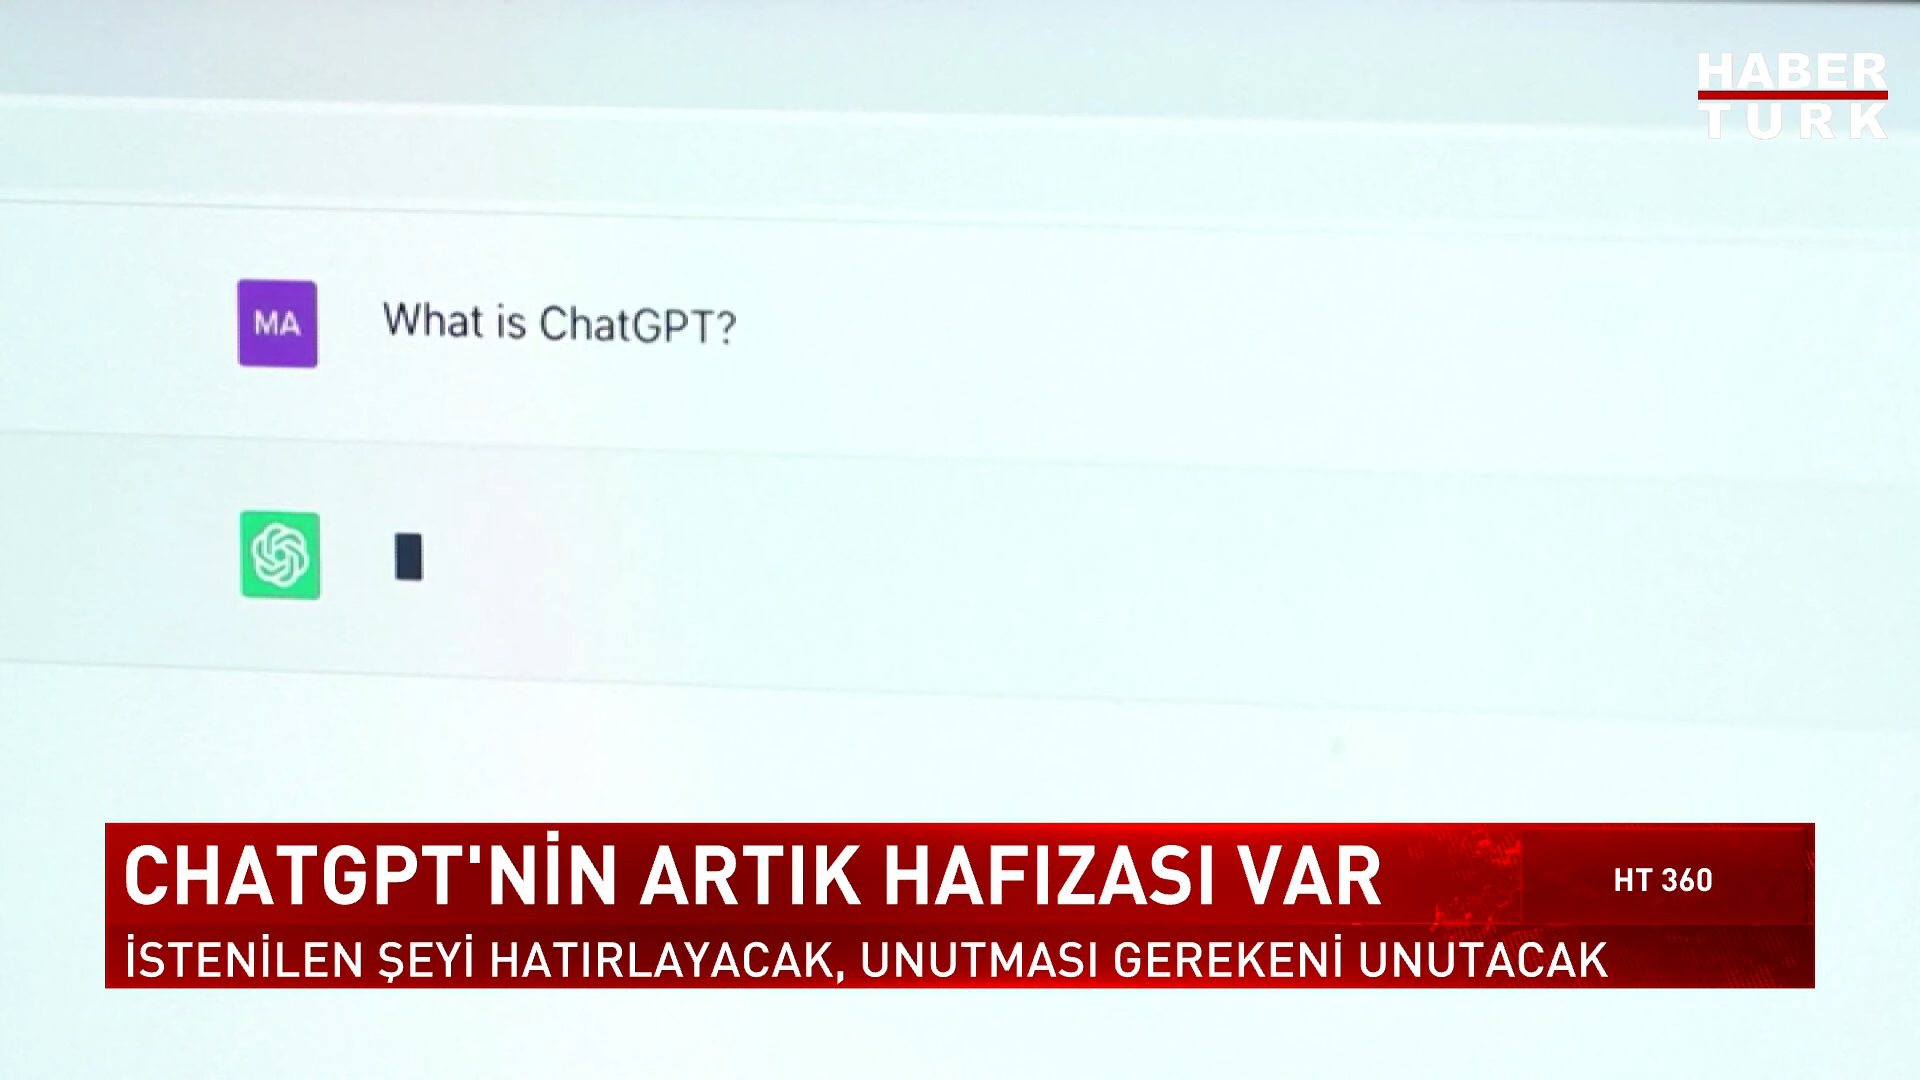 HABER
TURK
MA
What is ChatGPT?
CHATGPT'NİN ARTIK HAFIZASI VAR
HT 360
İSTENİLEN ŞEYİ HATIRLAYACAK, UNUTMASI GEREKENİ UNUTACAK